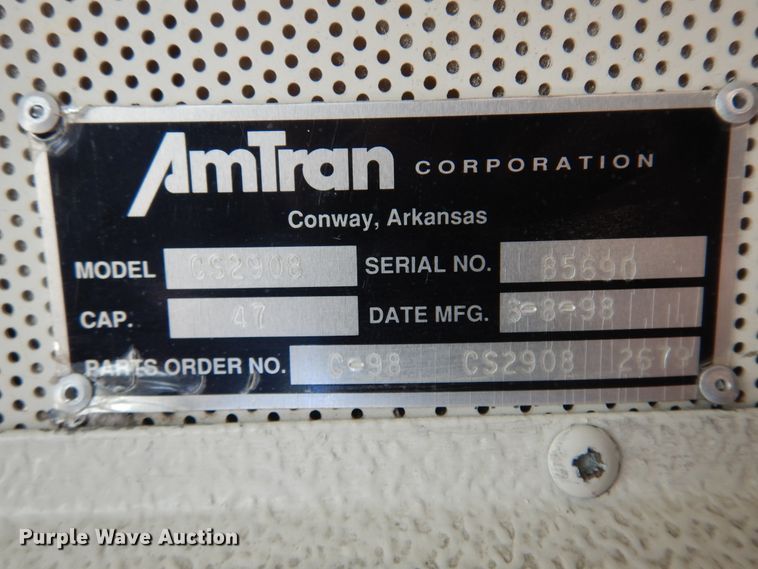 AmTran CORPORATION
Conway, Arkansas
MODEL CS2908 SERIAL NO. 85690
CAP. 47 DATE MFG. 3-8-98
PARTS ORDER NO. C-98 CS2908 2679
Purple Wave Auction